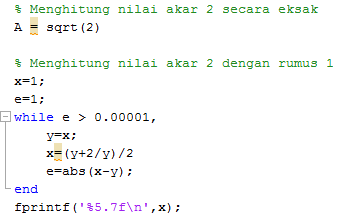 % Menghitung nilai akar 2 secara eksak
A = sqrt(2)
% Menghitung nilai akar 2 dengan rumus 1
x=1;
e=1;
while e > 0.00001,
y=x;
x=(y+2/y)/2
e=abs(x-y);
end
fprintf('%5.7f\n',x);